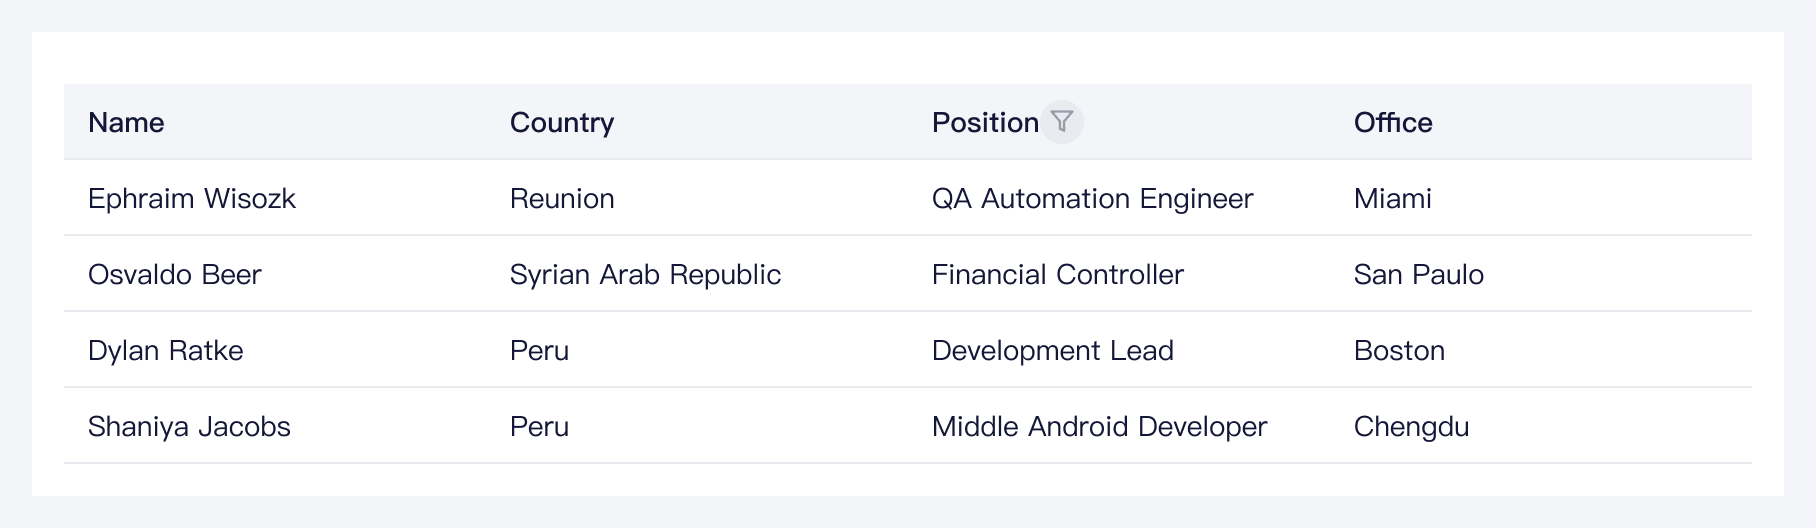 Name Country Position Office
Ephraim Wisozk Reunion QA Automation Engineer Miami
Osvaldo Beer Syrian Arab Republic Financial Controller San Paulo
Dylan Ratke Peru Development Lead Boston
Shaniya Jacobs Peru Middle Android Developer Chengdu